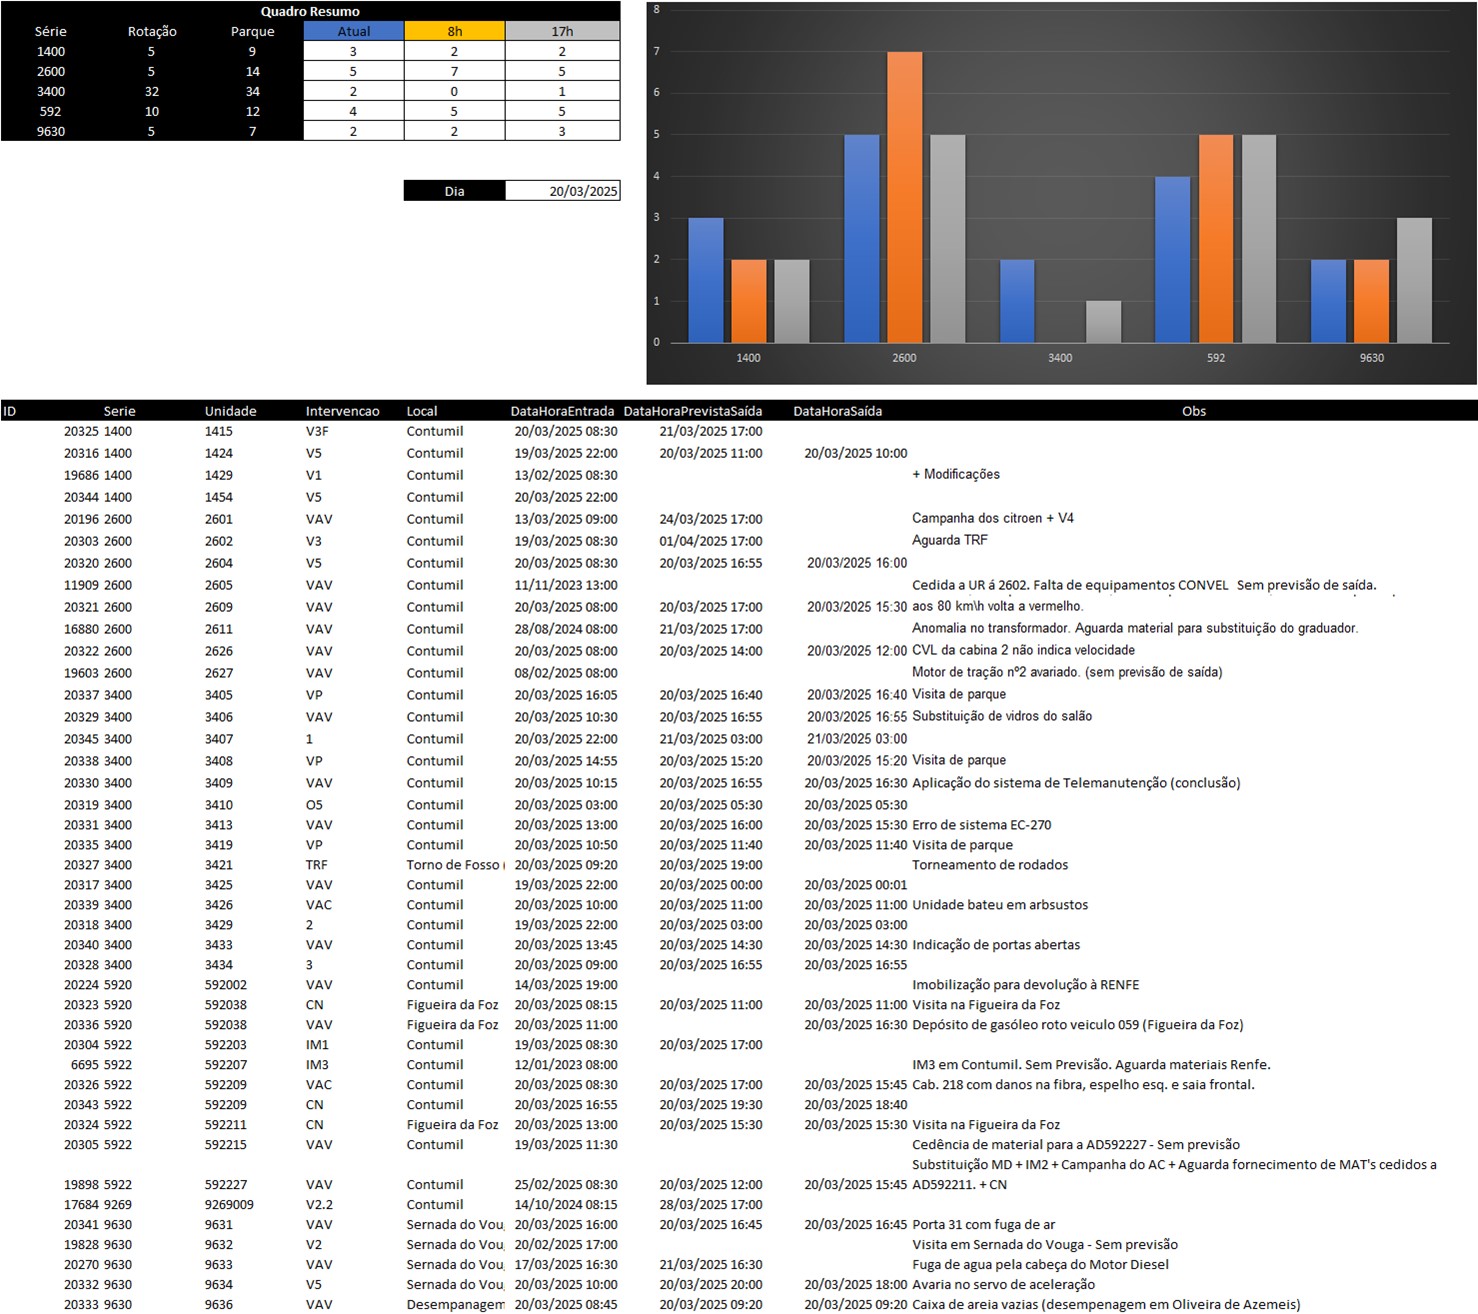 Quadro Resumo
Série Rotação Parque Atual 8h 17h
1400 5 9 3 2 2
2600 5 14 5 7 5
3400 32 34 2 0 1
592 10 12 4 5 5
9630 5 7 2 2 3
Dia 20/03/2025
8
7
6
5
4
3
2
1
0
1400 2600 3400 592 9630
ID Serie Unidade Intervencao Local DataHoraEntrada DataHoraPrevistaSaída DataHoraSaída Obs
20325 1400 1415 V3F Contumil 20/03/2025 08:30 21/03/2025 17:00
20316 1400 1424 V5 Contumil 19/03/2025 22:00 20/03/2025 11:00 20/03/2025 10:00
19686 1400 1429 V1 Contumil 13/02/2025 08:30 + Modificações
20344 1400 1454 V5 Contumil 20/03/2025 22:00
20196 2600 2601 VAV Contumil 13/03/2025 09:00 24/03/2025 17:00 Campanha dos citroen + V4
20303 2600 2602 V3 Contumil 19/03/2025 08:30 01/04/2025 17:00 Aguarda TRF
20320 2600 2604 V5 Contumil 20/03/2025 08:30 20/03/2025 16:55 20/03/2025 16:00
11909 2600 2605 VAV Contumil 11/11/2023 13:00 Cedida a UR á 2602. Falta de equipamentos CONVEL Sem previsão de saída.
20321 2600 2609 VAV Contumil 20/03/2025 08:00 20/03/2025 17:00 20/03/2025 15:30 aos 80 km\h volta a vermelho.
16880 2600 2611 VAV Contumil 28/08/2024 08:00 21/03/2025 17:00 Anomalia no transformador. Aguarda material para substituição do graduador.
20322 2600 2626 VAV Contumil 20/03/2025 08:00 20/03/2025 14:00 20/03/2025 12:00 CVL da cabina 2 não indica velocidade
19603 2600 2627 VAV Contumil 08/02/2025 08:00 Motor de tração nº2 avariado. (sem previsão de saída)
20337 3400 3405 VP Contumil 20/03/2025 16:05 20/03/2025 16:40 20/03/2025 16:40 Visita de parque
20329 3400 3406 VAV Contumil 20/03/2025 10:30 20/03/2025 16:55 20/03/2025 16:55 Substituição de vidros do salão
20345 3400 3407 1 Contumil 20/03/2025 22:00 21/03/2025 03:00 21/03/2025 03:00
20338 3400 3408 VP Contumil 20/03/2025 14:55 20/03/2025 15:20 20/03/2025 15:20 Visita de parque
20330 3400 3409 VAV Contumil 20/03/2025 10:15 20/03/2025 16:55 20/03/2025 16:30 Aplicação do sistema de Telemanutenção (conclusão)
20319 3400 3410 O5 Contumil 20/03/2025 03:00 20/03/2025 05:30 20/03/2025 05:30
20331 3400 3413 VAV Contumil 20/03/2025 13:00 20/03/2025 16:00 20/03/2025 15:30 Erro de sistema EC-270
20335 3400 3419 VP Contumil 20/03/2025 10:50 20/03/2025 11:40 20/03/2025 11:40 Visita de parque
20327 3400 3421 TRF Torno de Fosso ( 20/03/2025 09:20 20/03/2025 19:00 Torneamento de rodados
20317 3400 3425 VAV Contumil 19/03/2025 22:00 20/03/2025 00:00 20/03/2025 00:01
20339 3400 3426 VAC Contumil 20/03/2025 10:00 20/03/2025 11:00 20/03/2025 11:00 Unidade bateu em arbsustos
20318 3400 3429 2 Contumil 19/03/2025 22:00 20/03/2025 03:00 20/03/2025 03:00
20340 3400 3433 VAV Contumil 20/03/2025 13:45 20/03/2025 14:30 20/03/2025 14:30 Indicação de portas abertas
20328 3400 3434 3 Contumil 20/03/2025 09:00 20/03/2025 16:55 20/03/2025 16:55
20224 5920 592002 VAV Contumil 14/03/2025 19:00 Imobilização para devolução à RENFE
20323 5920 592038 CN Figueira da Foz 20/03/2025 08:15 20/03/2025 11:00 20/03/2025 11:00 Visita na Figueira da Foz
20336 5920 592038 VAV Figueira da Foz 20/03/2025 11:00 20/03/2025 16:30 Depósito de gasóleo roto veiculo 059 (Figueira da Foz)
20304 5922 592203 IM1 Contumil 19/03/2025 08:30 20/03/2025 17:00
6695 5922 592207 IM3 Contumil 12/01/2023 08:00 IM3 em Contumil. Sem Previsão. Aguarda materiais Renfe.
20326 5922 592209 VAC Contumil 20/03/2025 08:30 20/03/2025 17:00 20/03/2025 15:45 Cab. 218 com danos na fibra, espelho esq. e saia frontal.
20343 5922 592209 CN Contumil 20/03/2025 16:55 20/03/2025 19:30 20/03/2025 18:40
20324 5922 592211 CN Figueira da Foz 20/03/2025 13:00 20/03/2025 15:30 20/03/2025 15:30 Visita na Figueira da Foz
20305 5922 592215 VAV Contumil 19/03/2025 11:30 Cedência de material para a AD592227 - Sem previsão
Substituição MD + IM2 + Campanha do AC + Aguarda fornecimento de MAT's cedidos a
19898 5922 592227 VAV Contumil 25/02/2025 08:30 20/03/2025 12:00 20/03/2025 15:45 AD592211. + CN
17684 9269 9269009 V2.2 Contumil 14/10/2024 08:15 28/03/2025 17:00
20341 9630 9631 VAV Sernada do Voug 20/03/2025 16:00 20/03/2025 16:45 20/03/2025 16:45 Porta 31 com fuga de ar
19828 9630 9632 V2 Sernada do Voug 20/02/2025 17:00 Visita em Sernada do Vouga - Sem previsão
20270 9630 9633 VAV Sernada do Voug 17/03/2025 16:30 21/03/2025 16:30 Fuga de agua pela cabeça do Motor Diesel
20332 9630 9634 V5 Sernada do Voug 20/03/2025 10:00 20/03/2025 20:00 20/03/2025 18:00 Avaria no servo de aceleração
20333 9630 9636 VAV Desempanagem 20/03/2025 08:45 20/03/2025 09:20 20/03/2025 09:20 Caixa de areia vazias (desempenagem em Oliveira de Azemeis)